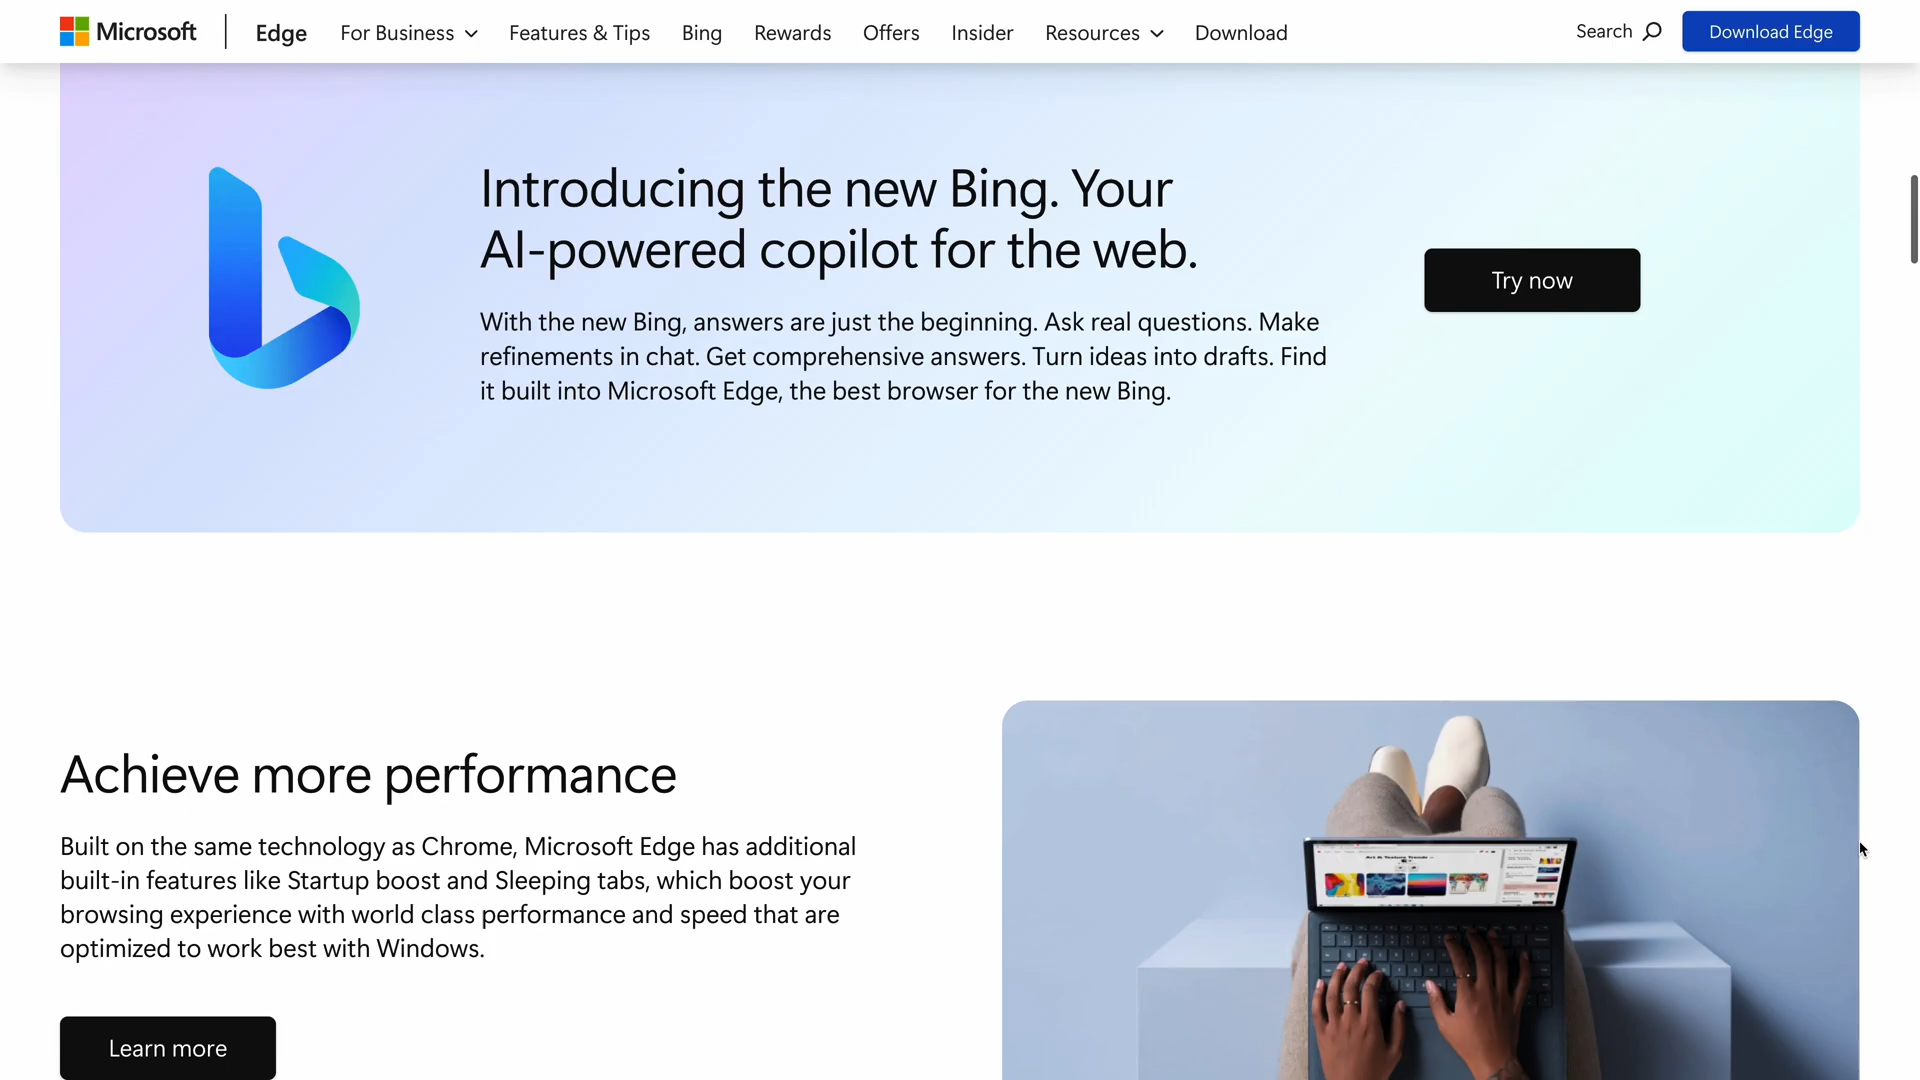 Microsoft
Edge
For Business
Features & Tips
Bing
Rewards
Offers
Insider
Resources
Download
Search
Download Edge
Introducing the new Bing. Your
AI-powered copilot for the web.
With the new Bing, answers are just the beginning. Ask real questions. Make
refinements in chat. Get comprehensive answers. Turn ideas into drafts. Find
it built into Microsoft Edge, the best browser for the new Bing.
Try now
Achieve more performance
Built on the same technology as Chrome, Microsoft Edge has additional
built-in features like Startup boost and Sleeping tabs, which boost your
browsing experience with world class performance and speed that are
optimized to work best with Windows.
Learn more
Art & Texture Trends